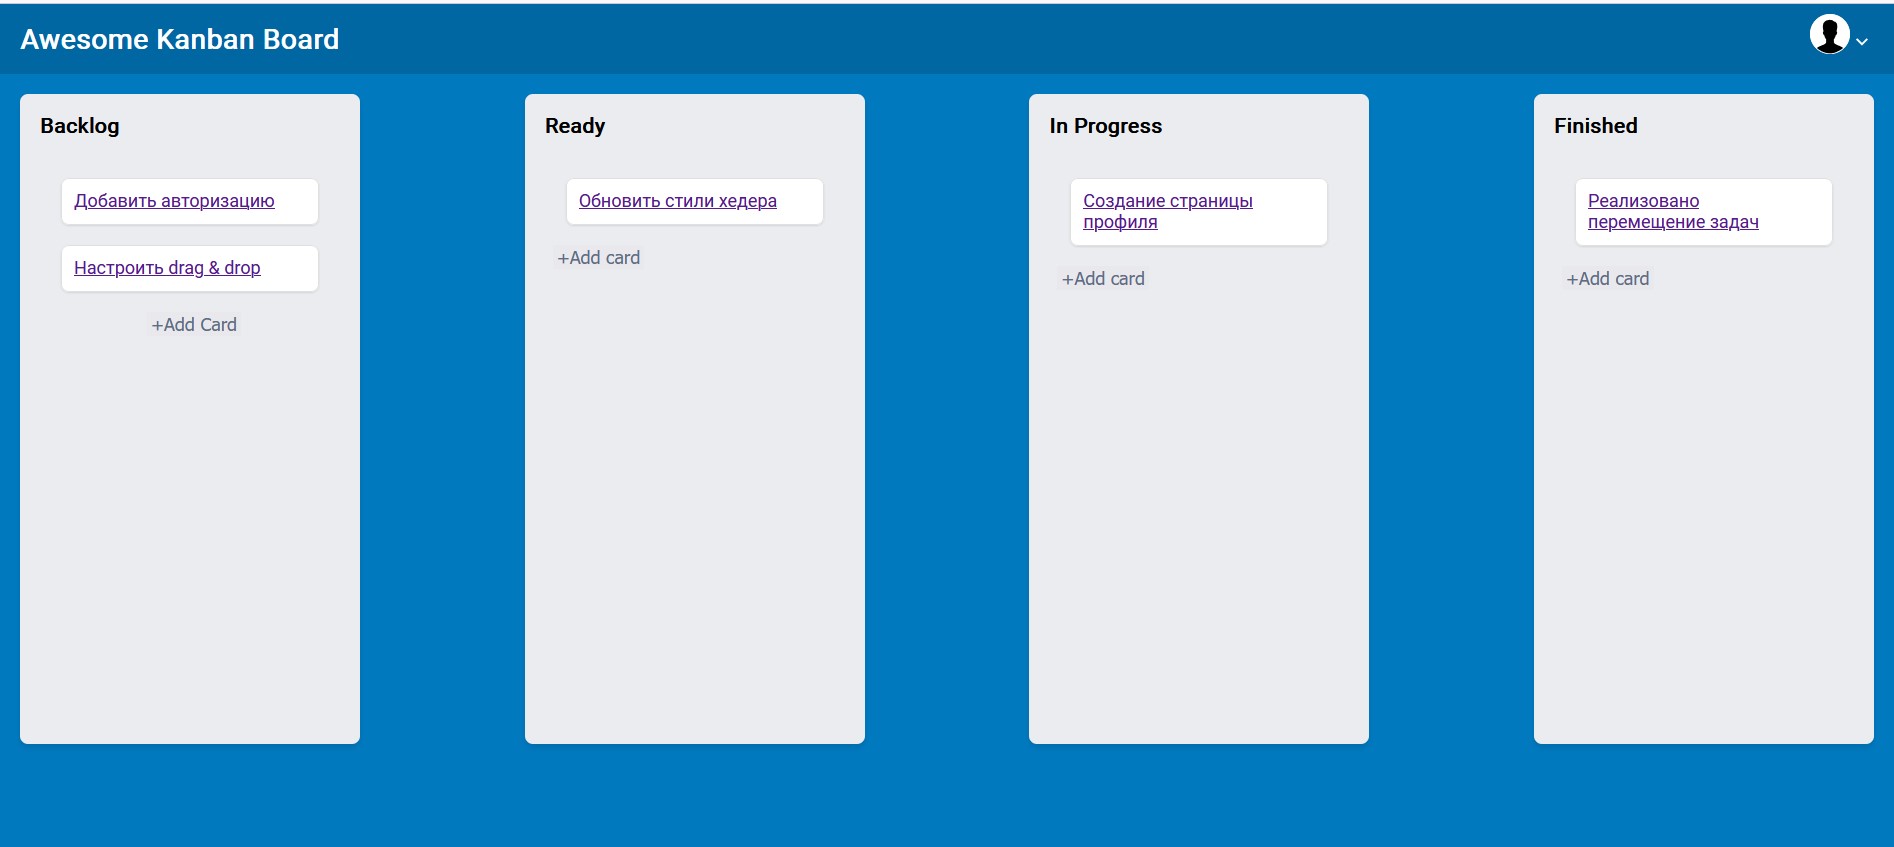 Awesome Kanban Board
Backlog
Добавить авторизацию
Настроить drag & drop
+Add Card
Ready
Обновить стили хедера
+Add card
In Progress
Создание страницы
профиля
+Add card
Finished
Реализовано
перемещение задач
+Add card